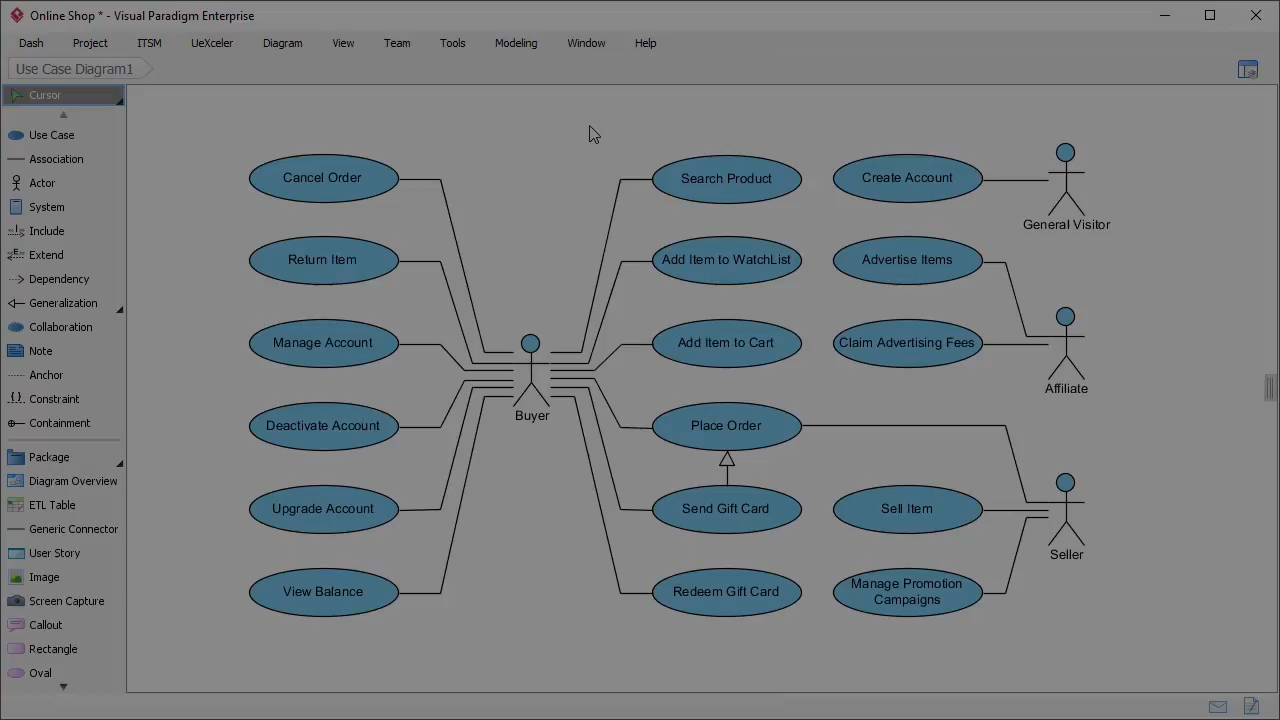 Online Shop * - Visual Paradigm Enterprise
Dash Project ITSM UeXceler Diagram View Team Tools Modeling Window Help
Use Case Diagram1
Cursor
Use Case
Association
Actor
System
Include
Extend
Dependency
Generalization
Collaboration
Note
Anchor
Constraint
Containment
Package
Diagram Overview
ETL Table
Generic Connector
User Story
Image
Screen Capture
Callout
Rectangle
Oval
Cancel Order
Return Item
Manage Account
Deactivate Account
Upgrade Account
View Balance
Buyer
Search Product
Add Item to WatchList
Add Item to Cart
Place Order
Send Gift Card
Redeem Gift Card
Create Account
Advertise Items
Claim Advertising Fees
Sell Item
Manage Promotion
Campaigns
General Visitor
Affiliate
Seller